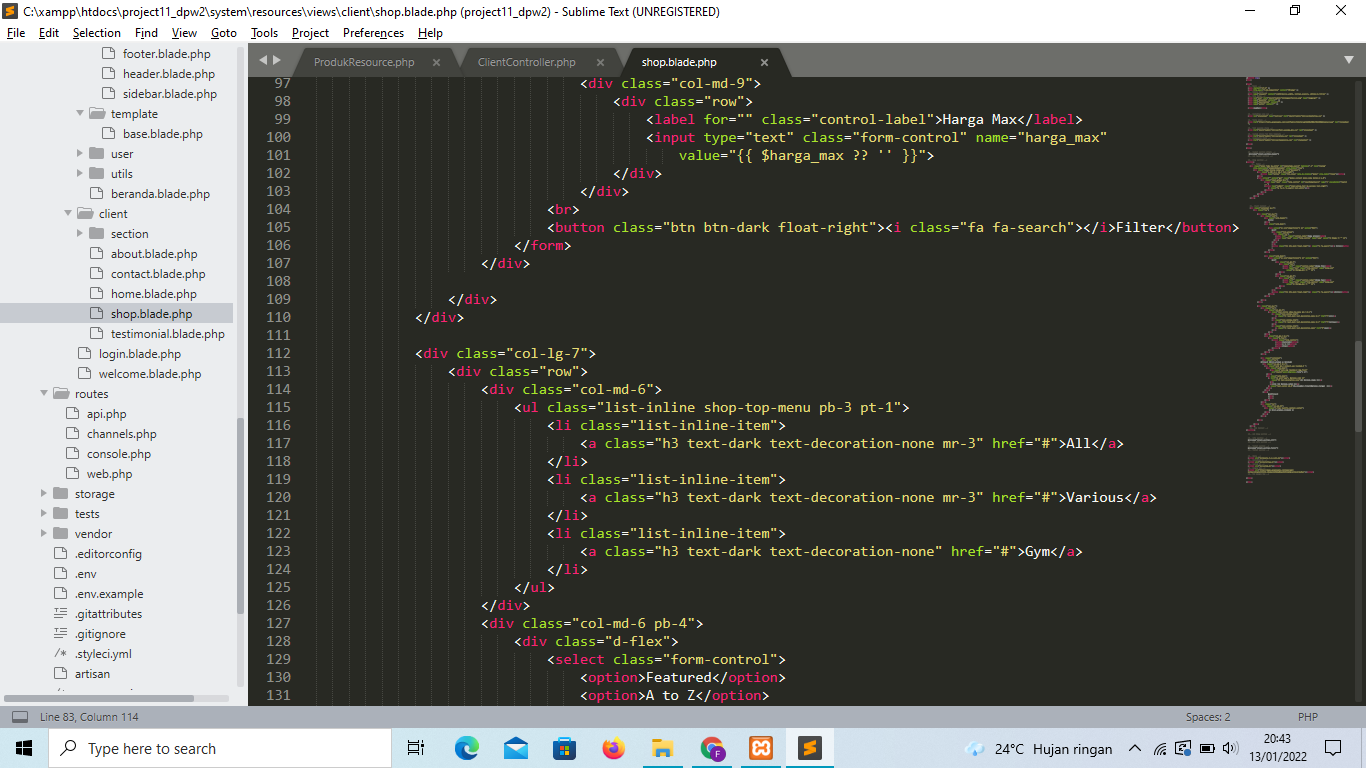 C:\xampp\htdocs\project11_dpw2\system\resources\views\client\shop.blade.php (project11_dpw2) - Sublime Text (UNREGISTERED)
File Edit Selection Find View Goto Tools Project Preferences Help
footer.blade.php
header.blade.php
sidebar.blade.php
template
base.blade.php
user
utils
beranda.blade.php
client
section
about.blade.php
contact.blade.php
home.blade.php
shop.blade.php
testimonial.blade.php
login.blade.php
welcome.blade.php
routes
api.php
channels.php
console.php
web.php
storage
tests
vendor
.editorconfig
.env
.env.example
.gitattributes
.gitignore
.styleci.yml
artisan
ProdukResource.php ClientController.php shop.blade.php
97 <div class="col-md-9">
98 <div class="row">
99 <label for="" class="control-label">Harga Max</label>
100 <input type="text" class="form-control" name="harga_max"
101 value="{{ $harga_max ?? '' }}">
102 </div>
103 </div>
104 <br>
105 <button class="btn btn-dark float-right"><i class="fa fa-search"></i>Filter</button>
106 </form>
107 </div>
108
109 </div>
110 </div>
111
112 <div class="col-lg-7">
113 <div class="row">
114 <div class="col-md-6">
115 <ul class="list-inline shop-top-menu pb-3 pt-1">
116 <li class="list-inline-item">
117 <a class="h3 text-dark text-decoration-none mr-3" href="#">All</a>
118 </li>
119 <li class="list-inline-item">
120 <a class="h3 text-dark text-decoration-none mr-3" href="#">Various</a>
121 </li>
122 <li class="list-inline-item">
123 <a class="h3 text-dark text-decoration-none" href="#">Gym</a>
124 </li>
125 </ul>
126 </div>
127 <div class="col-md-6 pb-4">
128 <div class="d-flex">
129 <select class="form-control">
130 <option>Featured</option>
131 <option>A to Z</option>
Line 83, Column 114 Spaces: 2 PHP
Type here to search
F
24°C Hujan ringan
20:43
13/01/2022